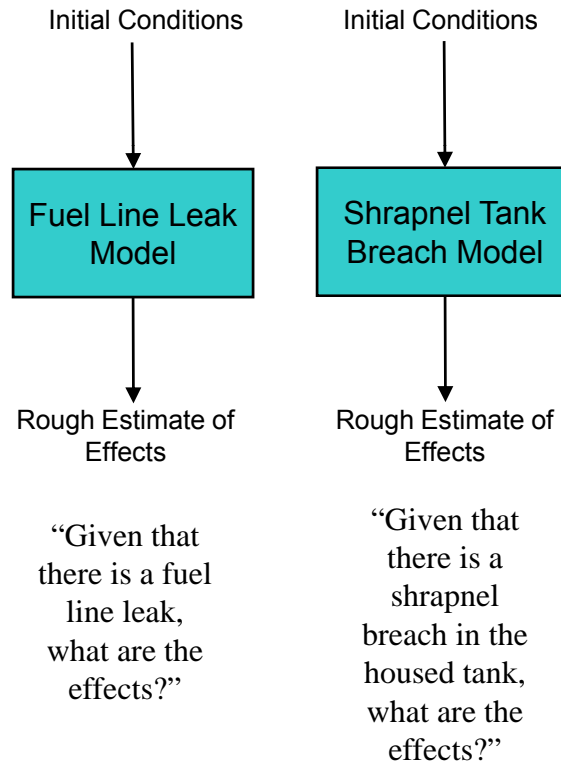 Initial Conditions
Fuel Line Leak
Model
Rough Estimate of
Effects
“Given that
there is a fuel
line leak,
what are the
effects?”
Initial Conditions
Shrapnel Tank
Breach Model
Rough Estimate of
Effects
“Given that
there is a
shrapnel
breach in the
housed tank,
what are the
effects?”